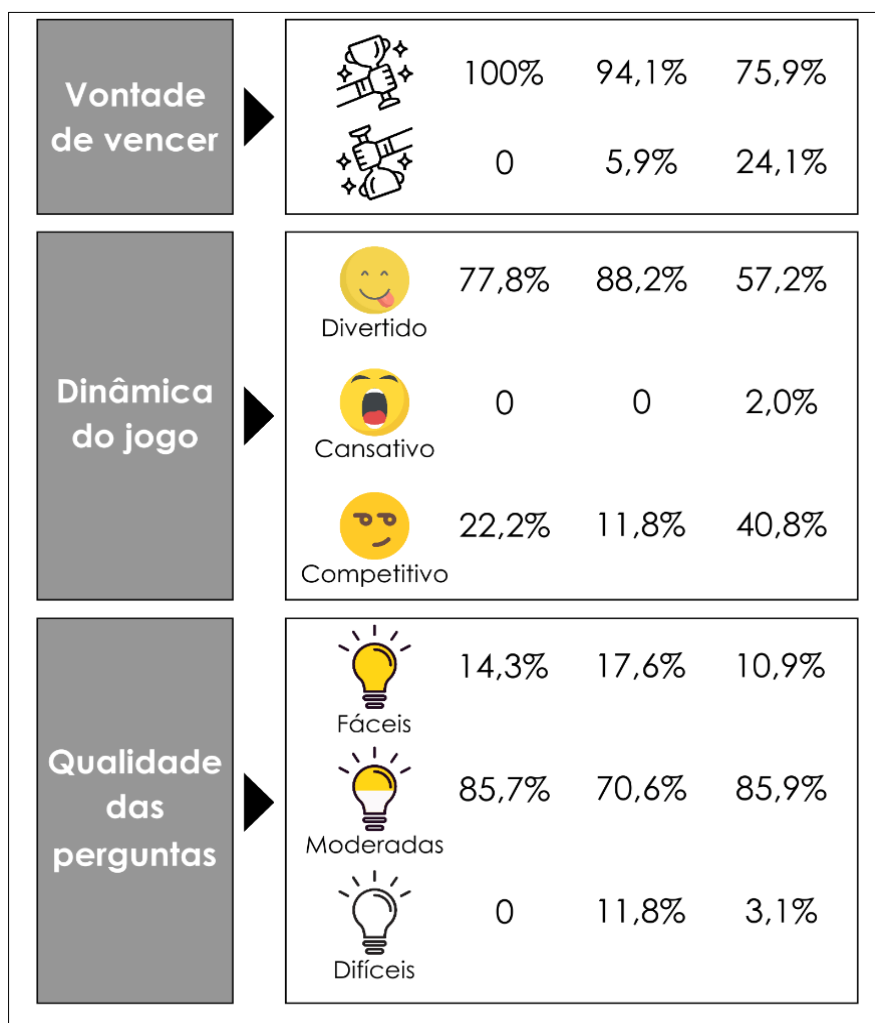 Vontade
de vencer
100% 94,1% 75,9%
0 5,9% 24,1%
Dinâmica
do jogo
77,8% 88,2% 57,2%
Divertido
0 0 2,0%
Cansativo
22,2% 11,8% 40,8%
Competitivo
Qualidade
das
perguntas
14,3% 17,6% 10,9%
Fáceis
85,7% 70,6% 85,9%
Moderadas
0 11,8% 3,1%
Difíceis